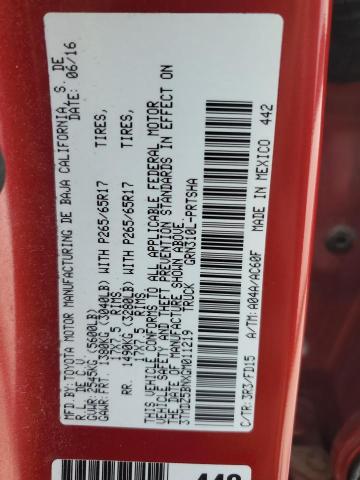 MFD. BY:TOYOTA MOTOR MANUFACTURING DE BAJA CALIFORNIA S. DE
R.L. DE C.V. DATE: 06/16
GVWR: 2545KG (5600LB)
FRT. 1380KG (3040LB) WITH P265/65R17 TIRES,
17X7.5 RIMS
RR. 1490KG (3280LB) WITH P265/65R17 TIRES,
17X7.5 RIMS
THIS VEHICLE CONFORMS TO ALL APPLICABLE FEDERAL MOTOR
VEHICLE SAFETY AND THEFT PREVENTION STANDARDS IN EFFECT ON
THE DATE OF MANUFACTURE SHOWN ABOVE.
TRUCK GRN310L-PRTSHA
C/TR:3R3/FD15 A/TM:A04A/AC60F MADE IN MEXICO 442